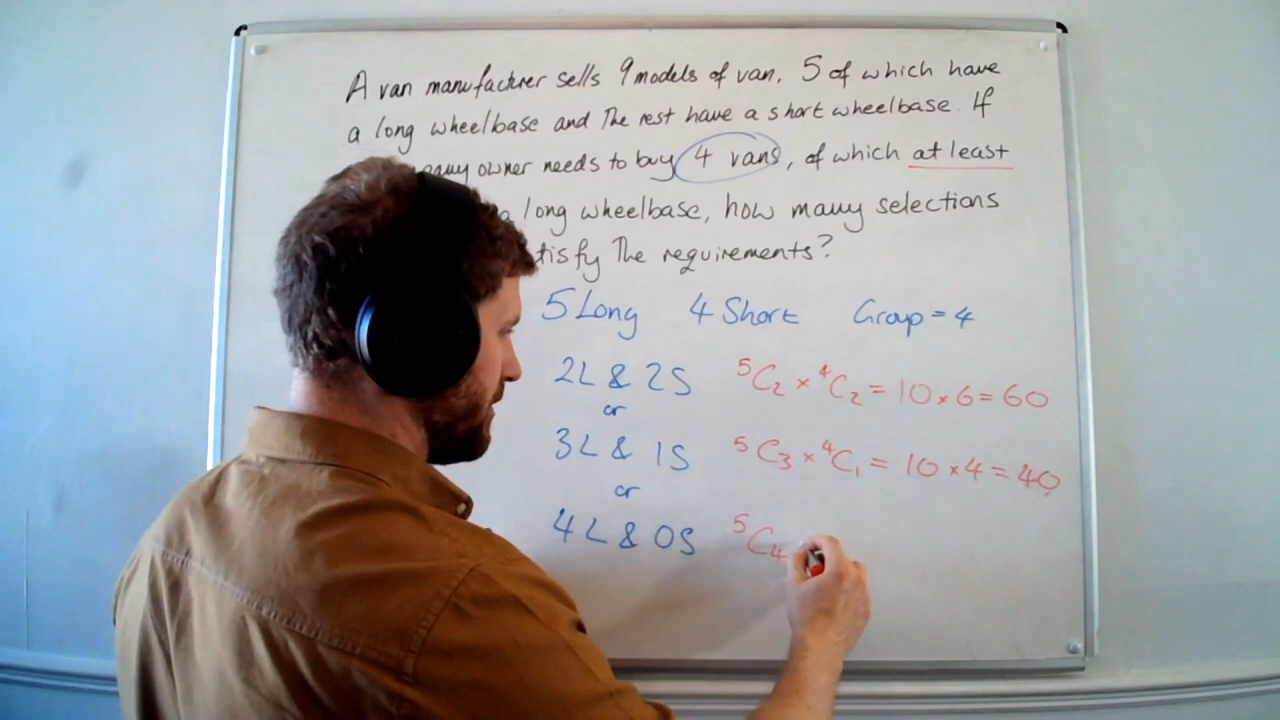 A van manufacturer sells 9 models of van, 5 of which have
a long wheelbase and the rest have a short wheelbase. If
owner needs to buy 4 vans, of which at least
long wheelbase, how many selections
the requirements?
5 Long 4 Short Group = 4
2L & 2S ⁵C₂ × ⁴C₂ = 10 × 6 = 60
or
3L & 1S ⁵C₃ × ⁴C₁ = 10 × 4 = 40
or
4L & 0S ⁵C₄